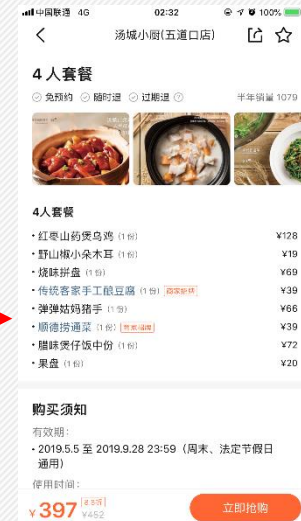 中国联通 4G 02:32 100%
汤城小厨(五道口店)
4人套餐
免预约 随时退 过期退 半年销量 1079
4人套餐
・红枣山药煲乌鸡 (1份) ¥128
・野山椒小朵木耳 (1份) ¥19
・烧味拼盘 (1份) ¥69
・传统客家手工酿豆腐 (1份) ¥39
・弹弹姑妈猪手 (1份) ¥66
・顺德捞通菜 (1份) ¥39
・腊味煲仔饭中份 (1份) ¥72
・果盘 (1份) ¥20
购买须知
有效期:
・2019.5.5 至 2019.9.28 23:59(周末、法定节假日
通用)
使用时间:
¥397 ¥452 立即抢购